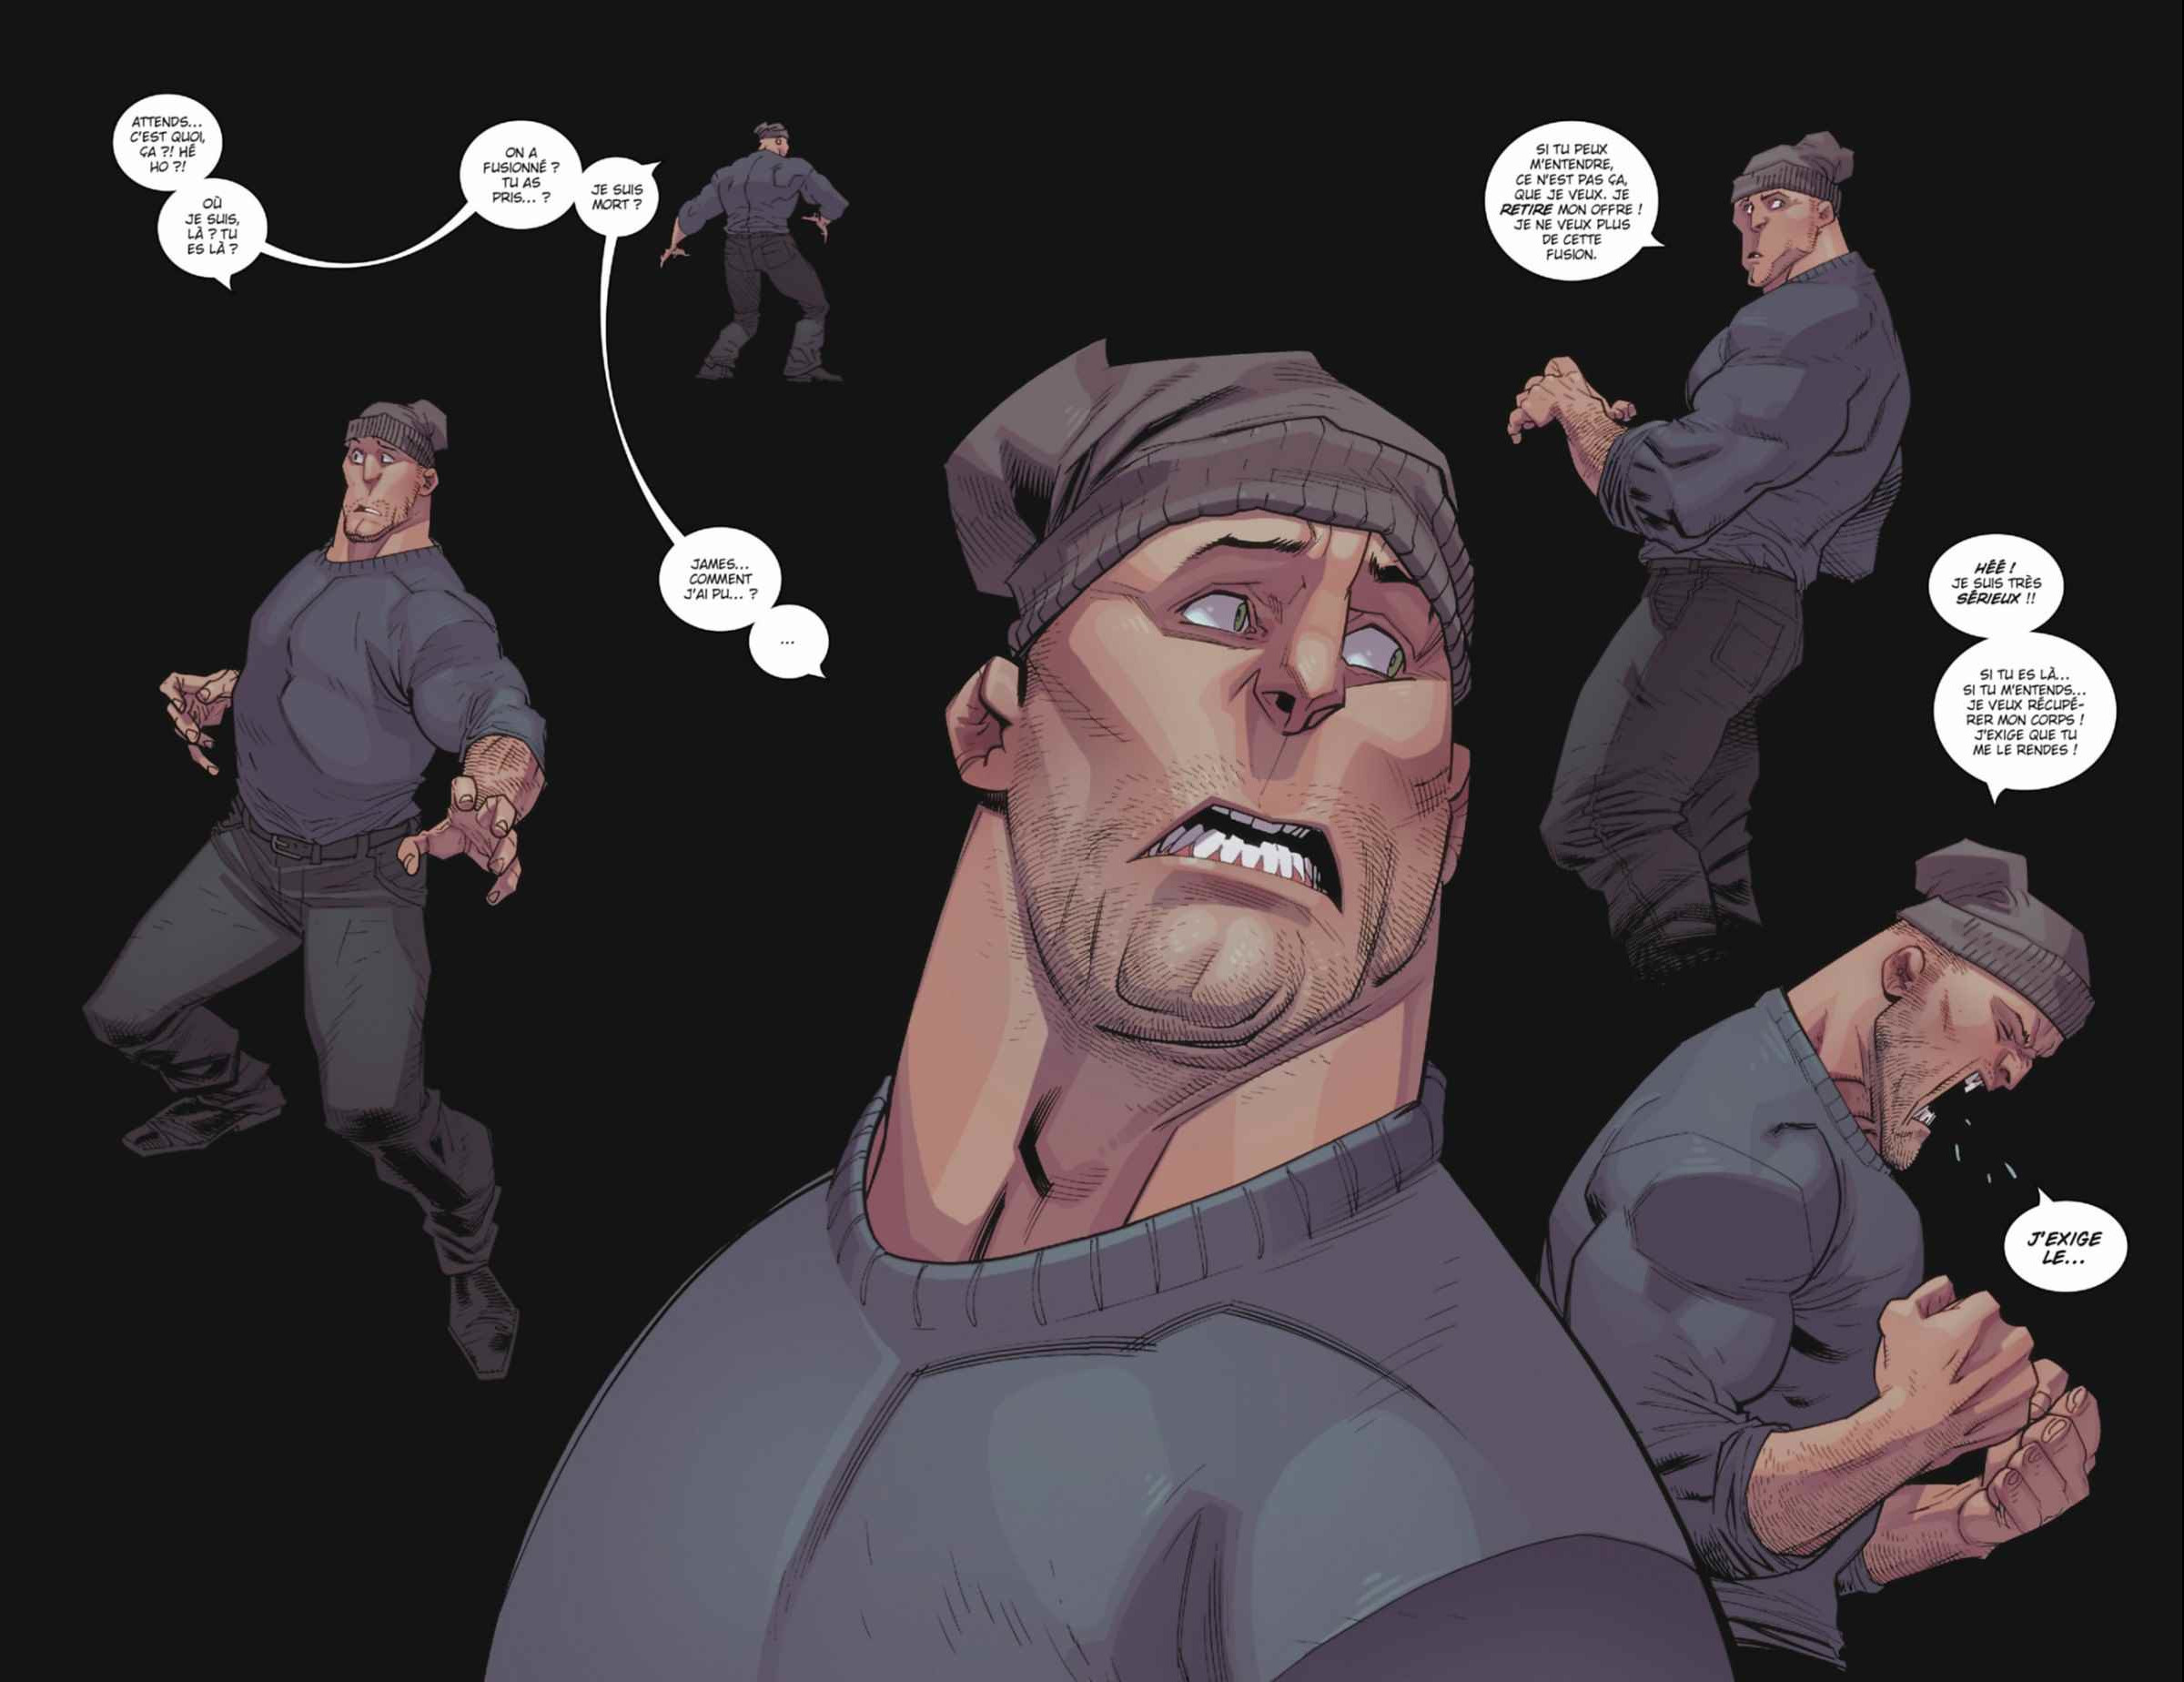 ATTENDS...
C'EST QUOI,
ÇA ?! HÉ
HO ?!
OÙ
JE SUIS,
LÀ ? TU
ES LÀ ?
ON A
FUSIONNÉ ?
TU AS
PRIS... ?
JE SUIS
MORT ?
JAMES...
COMMENT
J'AI PU... ?
...
SI TU PEUX
M'ENTENDRE,
CE N'EST PAS ÇA,
QUE JE VEUX. JE
RETIRE MON OFFRE !
JE NE VEUX PLUS
DE CETTE
FUSION.
HÉÉ !
JE SUIS TRÈS
SÉRIEUX !!
SI TU ES LÀ...
SI TU M'ENTENDS...
JE VEUX RÉCUPÉ-
RER MON CORPS !
J'EXIGE QUE TU
ME LE RENDES !
J'EXIGE
LE...